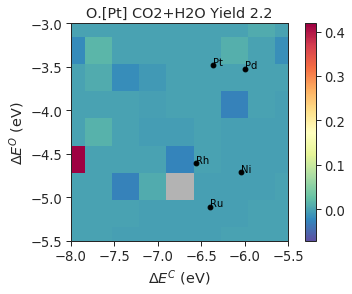 O.[Pt] CO2+H2O Yield 2.2
−3.0
−3.5
−4.0
−4.5
−5.0
−5.5
ΔE^O (eV)
Pt
Pd
Rh
Ni
Ru
−8.0 −7.5 −7.0 −6.5 −6.0 −5.5
ΔE^C (eV)
0.4
0.3
0.2
0.1
0.0